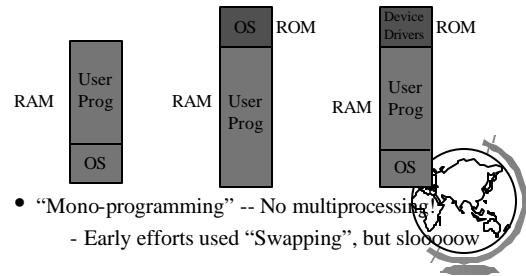 OS ROM
Device
Drivers ROM
User
Prog
RAM
OS
RAM User
Prog
RAM
User
Prog
OS
• “Mono-programming” -- No multiprocessing!
- Early efforts used “Swapping”, but slooooow